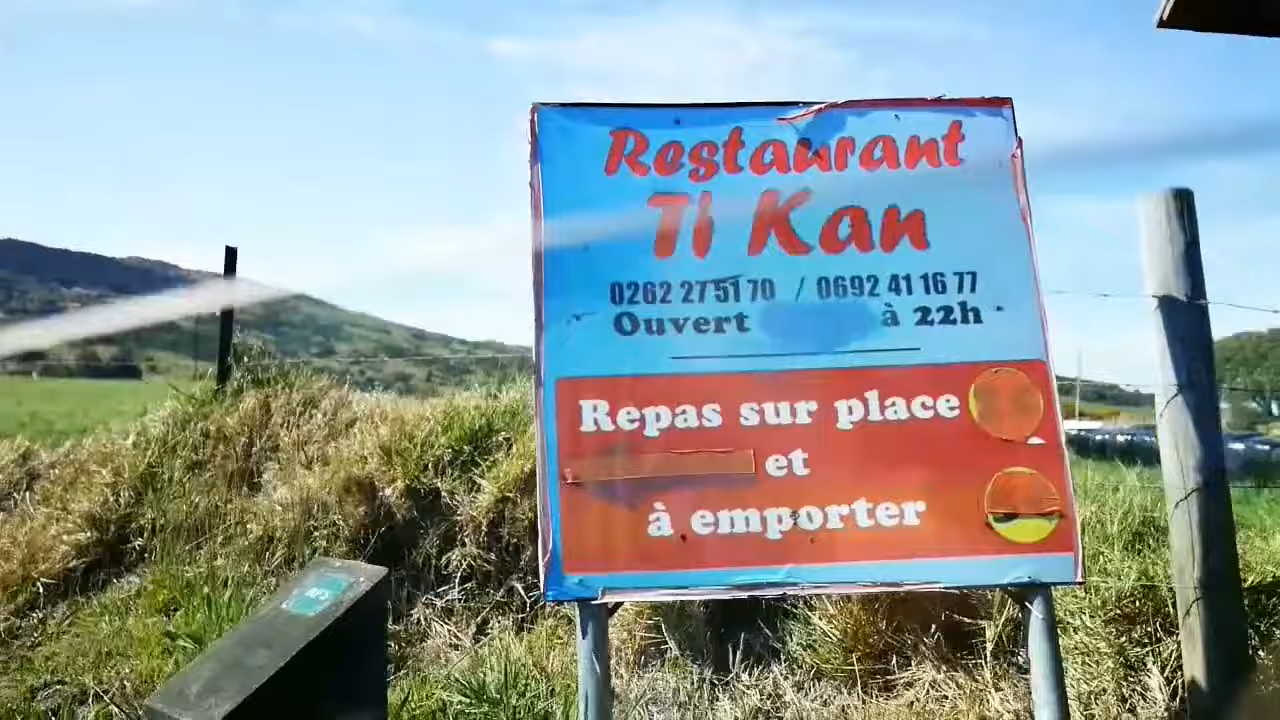 Restaurant
Ti Kan
0262 27 51 70 / 0692 41 16 77
Ouvert à 22h
Repas sur place
et
à emporter